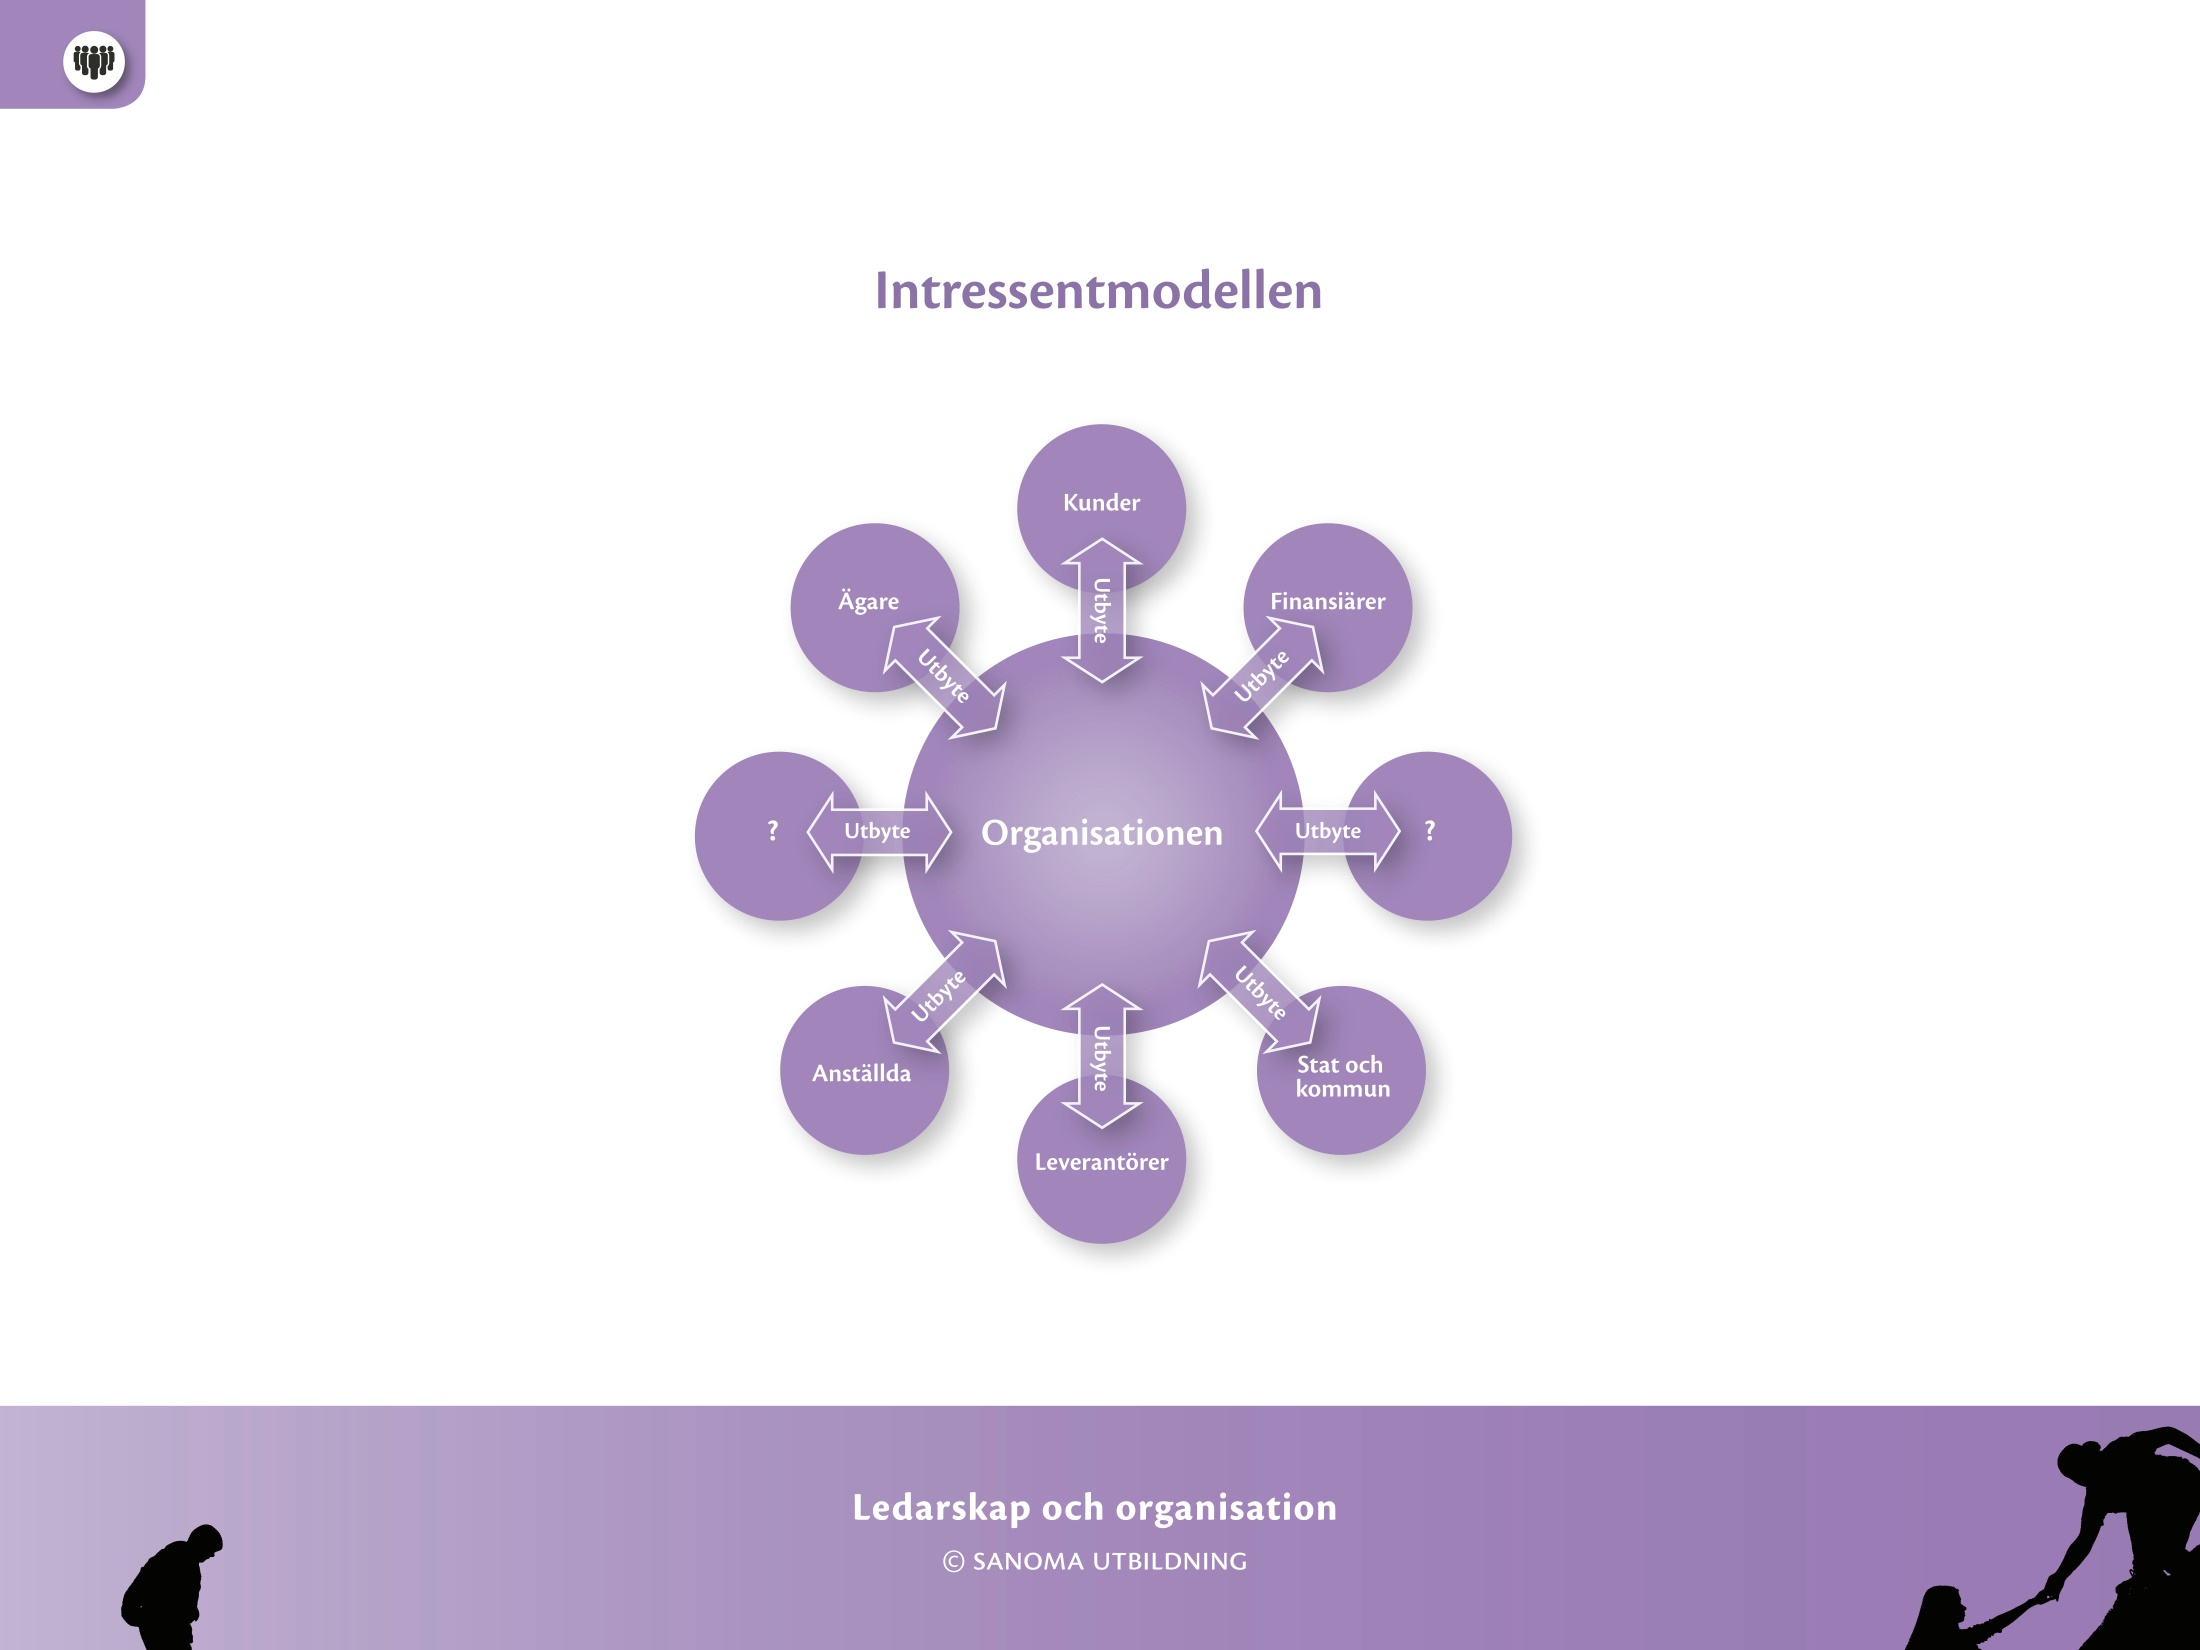 Intressentmodellen
Kunder
Ägare
Finansiärer
Utbyte
Utbyte
Utbyte
?
Utbyte
Organisationen
Utbyte
?
Utbyte
Utbyte
Utbyte
Anställda
Stat och
kommun
Leverantörer
Ledarskap och organisation
© SANOMA UTBILDNING